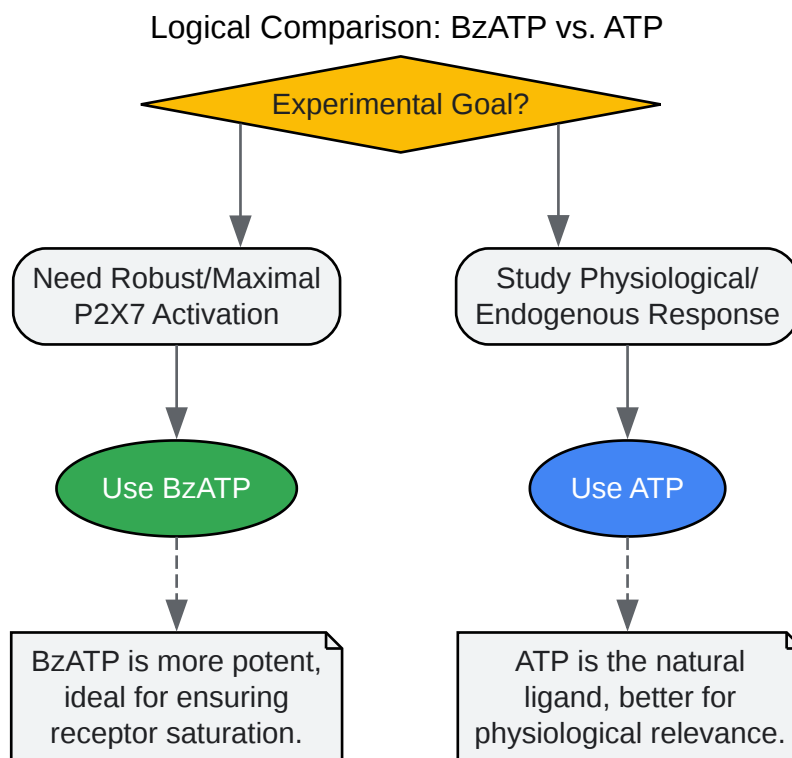 Logical Comparison: BzATP vs. ATP
Experimental Goal?
Need Robust/Maximal
P2X7 Activation
Study Physiological/
Endogenous Response
Use BzATP
Use ATP
BzATP is more potent,
ideal for ensuring
receptor saturation.
ATP is the natural
ligand, better for
physiological relevance.